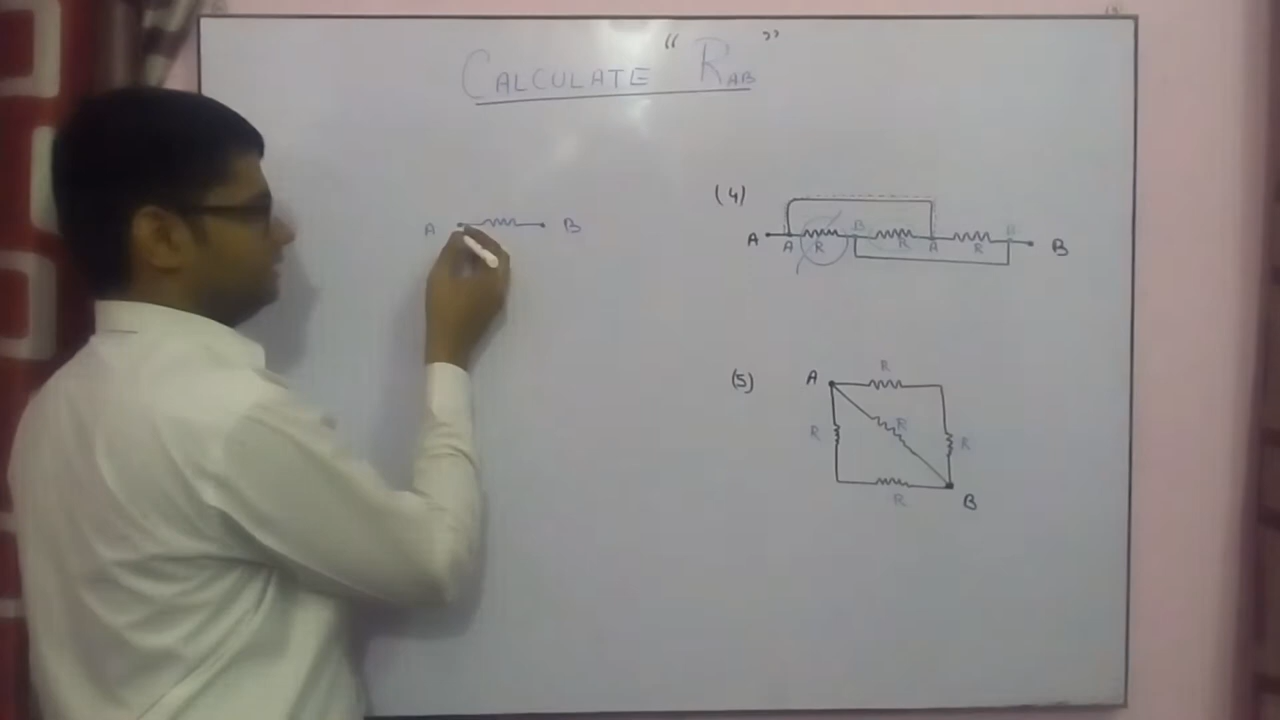 CALCULATE "RAB"
A B
(4)
A A R B R A R B B
(5)
A R
R R R
R
B